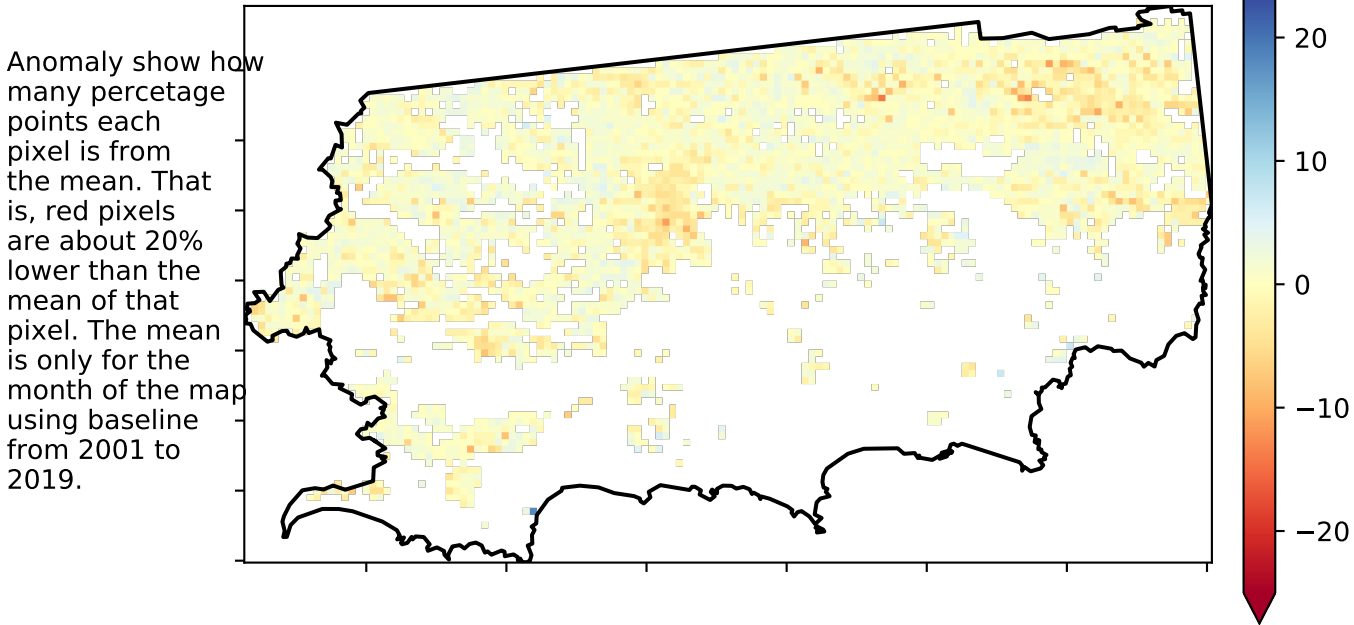 Anomaly show how
many percetage
points each
pixel is from
the mean. That
is, red pixels
are about 20%
lower than the
mean of that
pixel. The mean
is only for the
month of the map
using baseline
from 2001 to
2019.
20
10
0
−10
−20